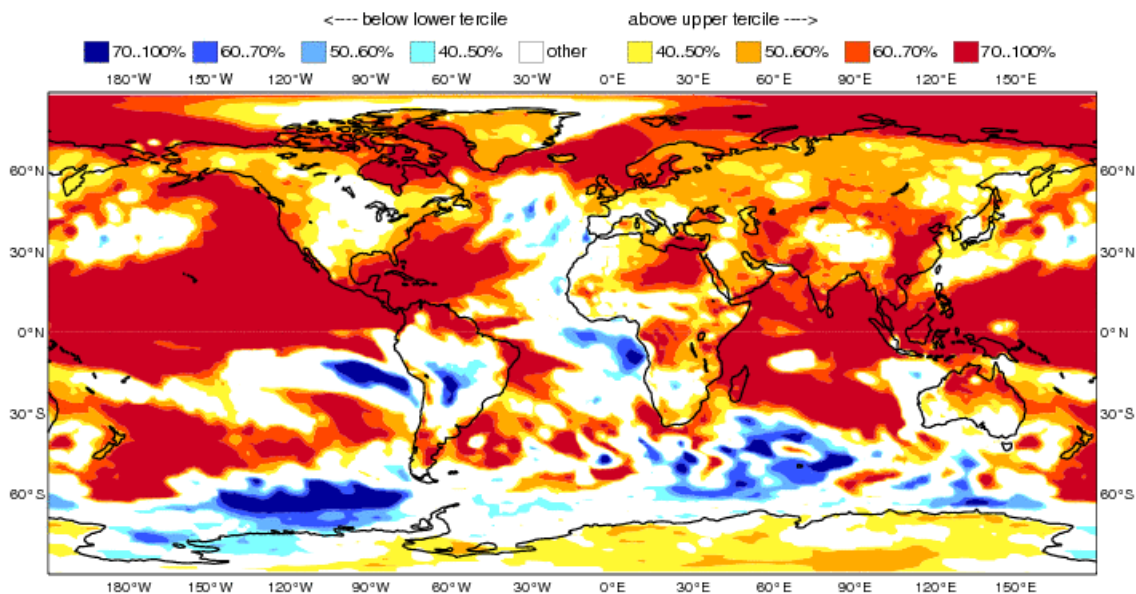 <---- below lower tercile above upper tercile ---->
70..100% 60..70% 50..60% 40..50% other 40..50% 50..60% 60..70% 70..100%
180°W 150°W 120°W 90°W 60°W 30°W 0°E 30°E 60°E 90°E 120°E 150°E
60°N 60°N
30°N 30°N
0°N 0°N
30°S 30°S
60°S 60°S
180°W 150°W 120°W 90°W 60°W 30°W 0°E 30°E 60°E 90°E 120°E 150°E